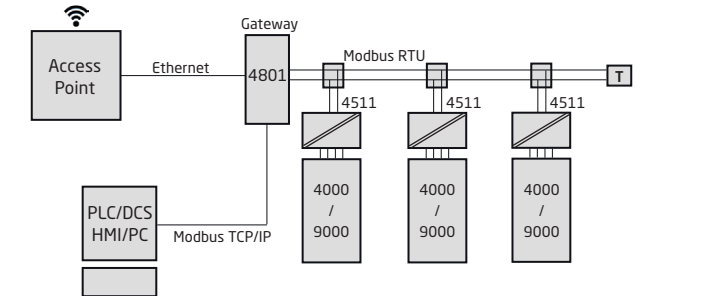 Gateway
Access
Point
Ethernet
4801
Modbus RTU
T
4511
4511
4511
4000
/
9000
4000
/
9000
4000
/
9000
PLC/DCS
HMI/PC
Modbus TCP/IP